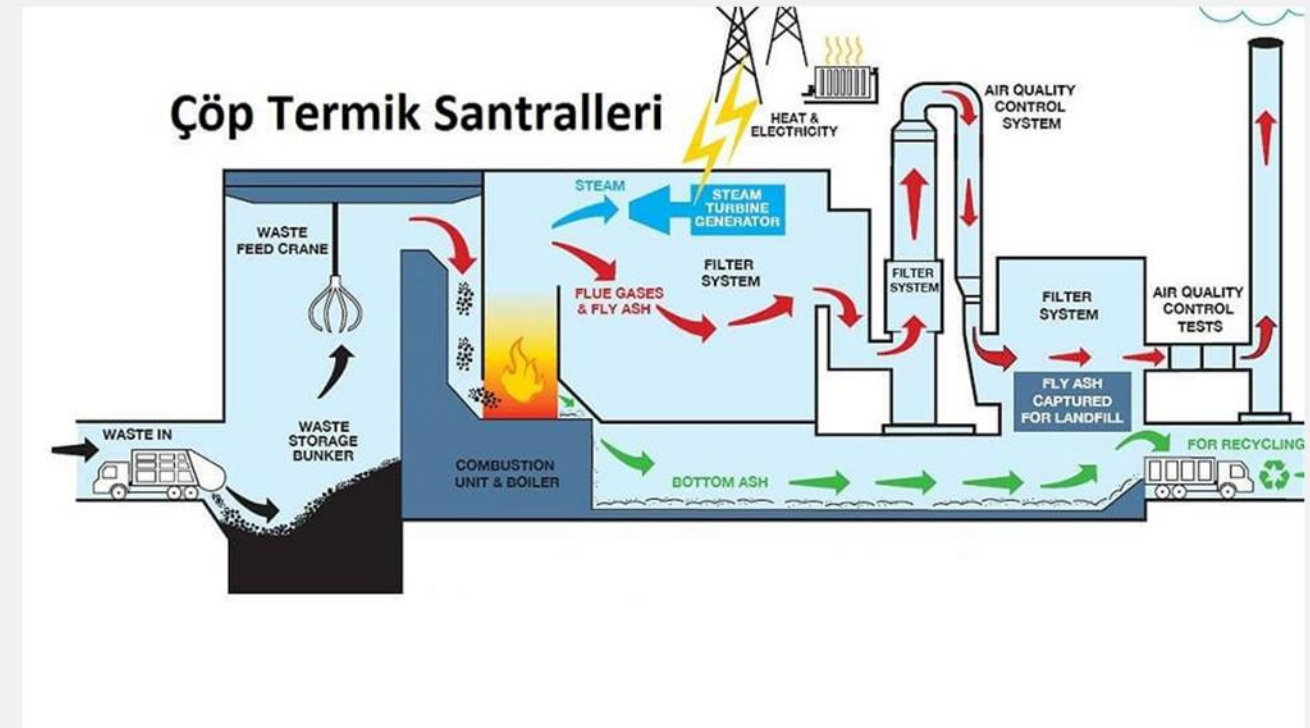 Çöp Termik Santralleri
HEAT &
ELECTRICITY
AIR QUALITY
CONTROL
SYSTEM
WASTE
FEED CRANE
STEAM
STEAM
TURBINE
GENERATOR
FILTER
SYSTEM
FLUE GASES
& FLY ASH
FILTER
SYSTEM
FILTER
SYSTEM
AIR QUALITY
CONTROL
TESTS
FLY ASH
CAPTURED
FOR LANDFILL
WASTE IN
WASTE
STORAGE
BUNKER
COMBUSTION
UNIT & BOILER
BOTTOM ASH
FOR RECYCLING